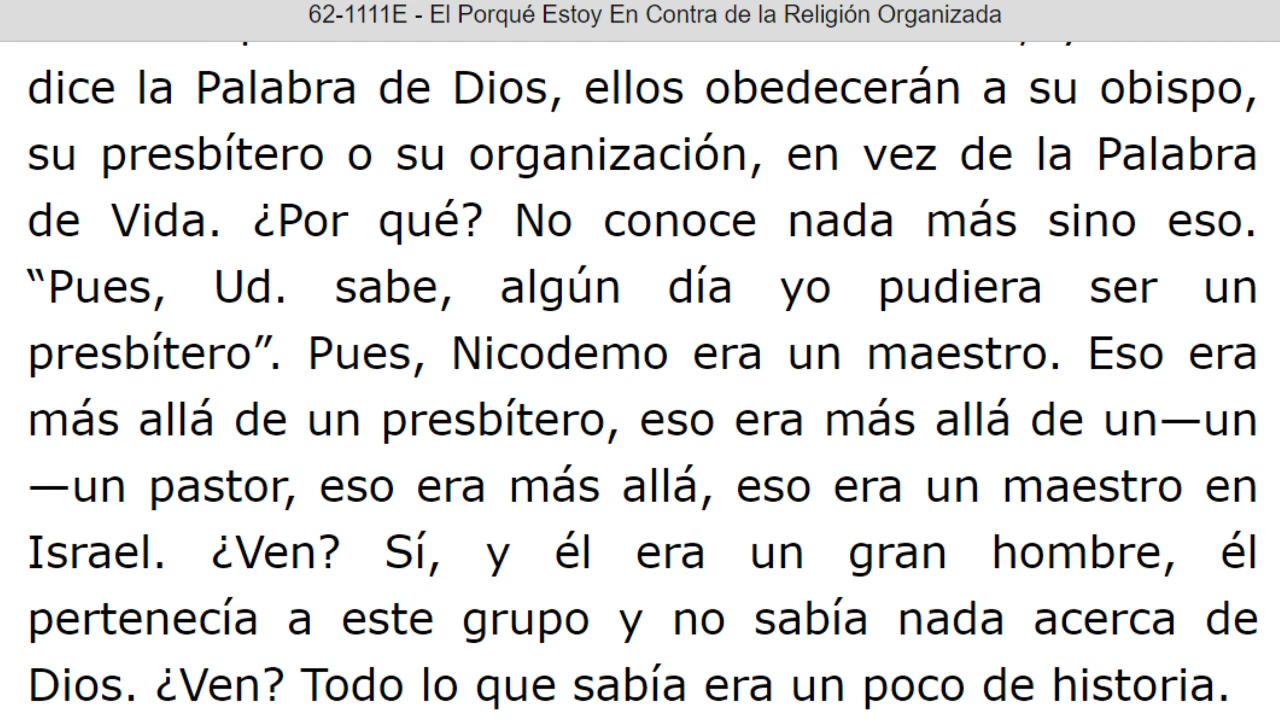 62-1111E - El Porqué Estoy En Contra de la Religión Organizada
dice la Palabra de Dios, ellos obedecerán a su obispo,
su presbítero o su organización, en vez de la Palabra
de Vida. ¿Por qué? No conoce nada más sino eso.
“Pues, Ud. sabe, algún día yo pudiera ser un
presbítero”. Pues, Nicodemo era un maestro. Eso era
más allá de un presbítero, eso era más allá de un—un
—un pastor, eso era más allá, eso era un maestro en
Israel. ¿Ven? Sí, y él era un gran hombre, él
pertenecía a este grupo y no sabía nada acerca de
Dios. ¿Ven? Todo lo que sabía era un poco de historia.